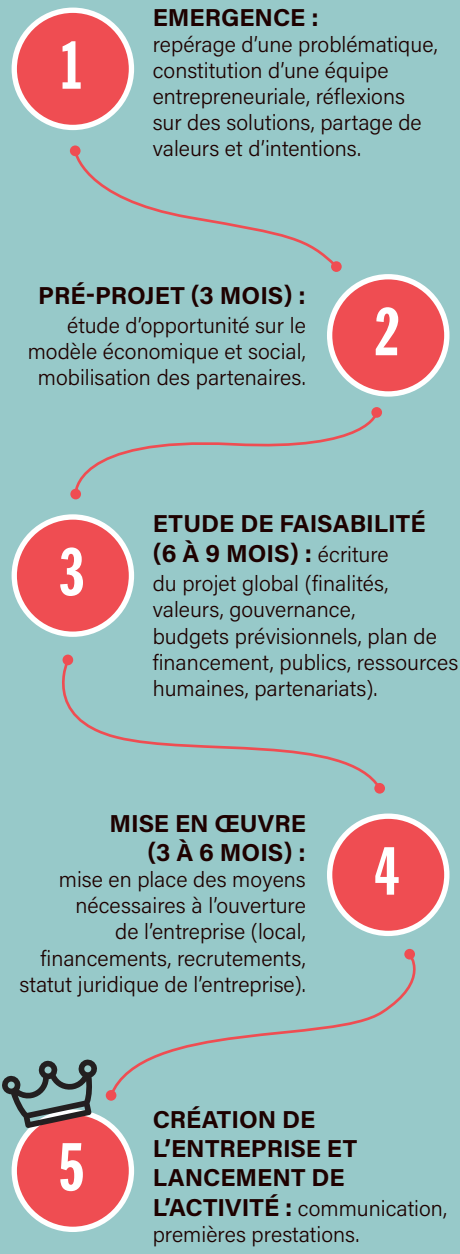 1
EMERGENCE :
repérage d'une problématique,
constitution d'une équipe
entrepreneuriale, réflexions
sur des solutions, partage de
valeurs et d'intentions.
PRÉ-PROJET (3 MOIS) :
étude d'opportunité sur le
modèle économique et social,
mobilisation des partenaires.
2
3
ETUDE DE FAISABILITÉ
(6 À 9 MOIS) : écriture
du projet global (finalités,
valeurs, gouvernance,
budgets prévisionnels, plan de
financement, publics, ressources
humaines, partenariats).
MISE EN ŒUVRE
(3 À 6 MOIS) :
mise en place des moyens
nécessaires à l'ouverture
de l'entreprise (local,
financements, recrutements,
statut juridique de l'entreprise).
4
5
CRÉATION DE
L'ENTREPRISE ET
LANCEMENT DE
L'ACTIVITÉ : communication,
premières prestations.